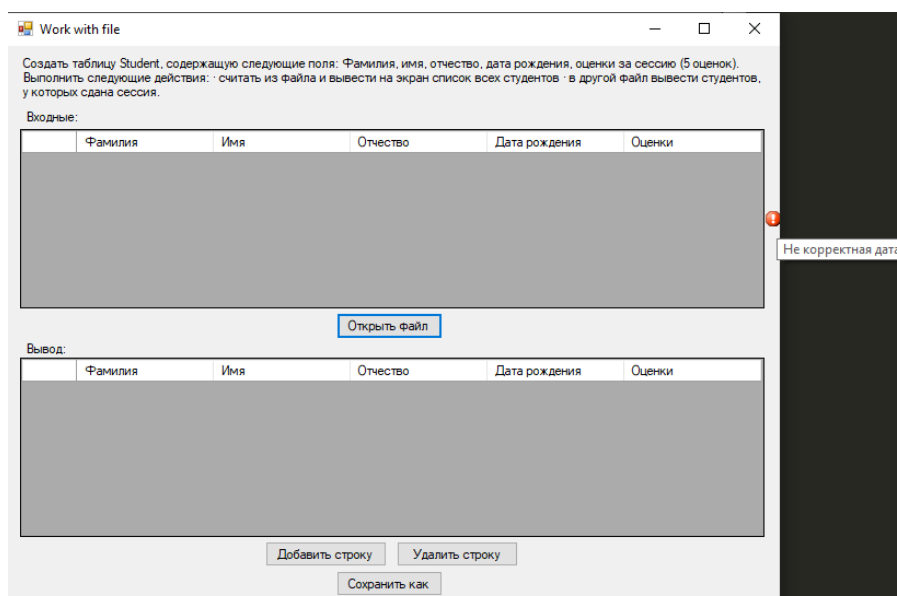 Work with file
Создать таблицу Student, содержащую следующие поля: Фамилия, имя, отчество, дата рождения, оценки за сессию (5 оценок).
Выполнить следующие действия: · считать из файла и вывести на экран список всех студентов · в другой файл вывести студентов,
у которых сдана сессия.
Входные:
Фамилия Имя Отчество Дата рождения Оценки
Не корректная дата
Открыть файл
Вывод:
Фамилия Имя Отчество Дата рождения Оценки
Добавить строку Удалить строку
Сохранить как